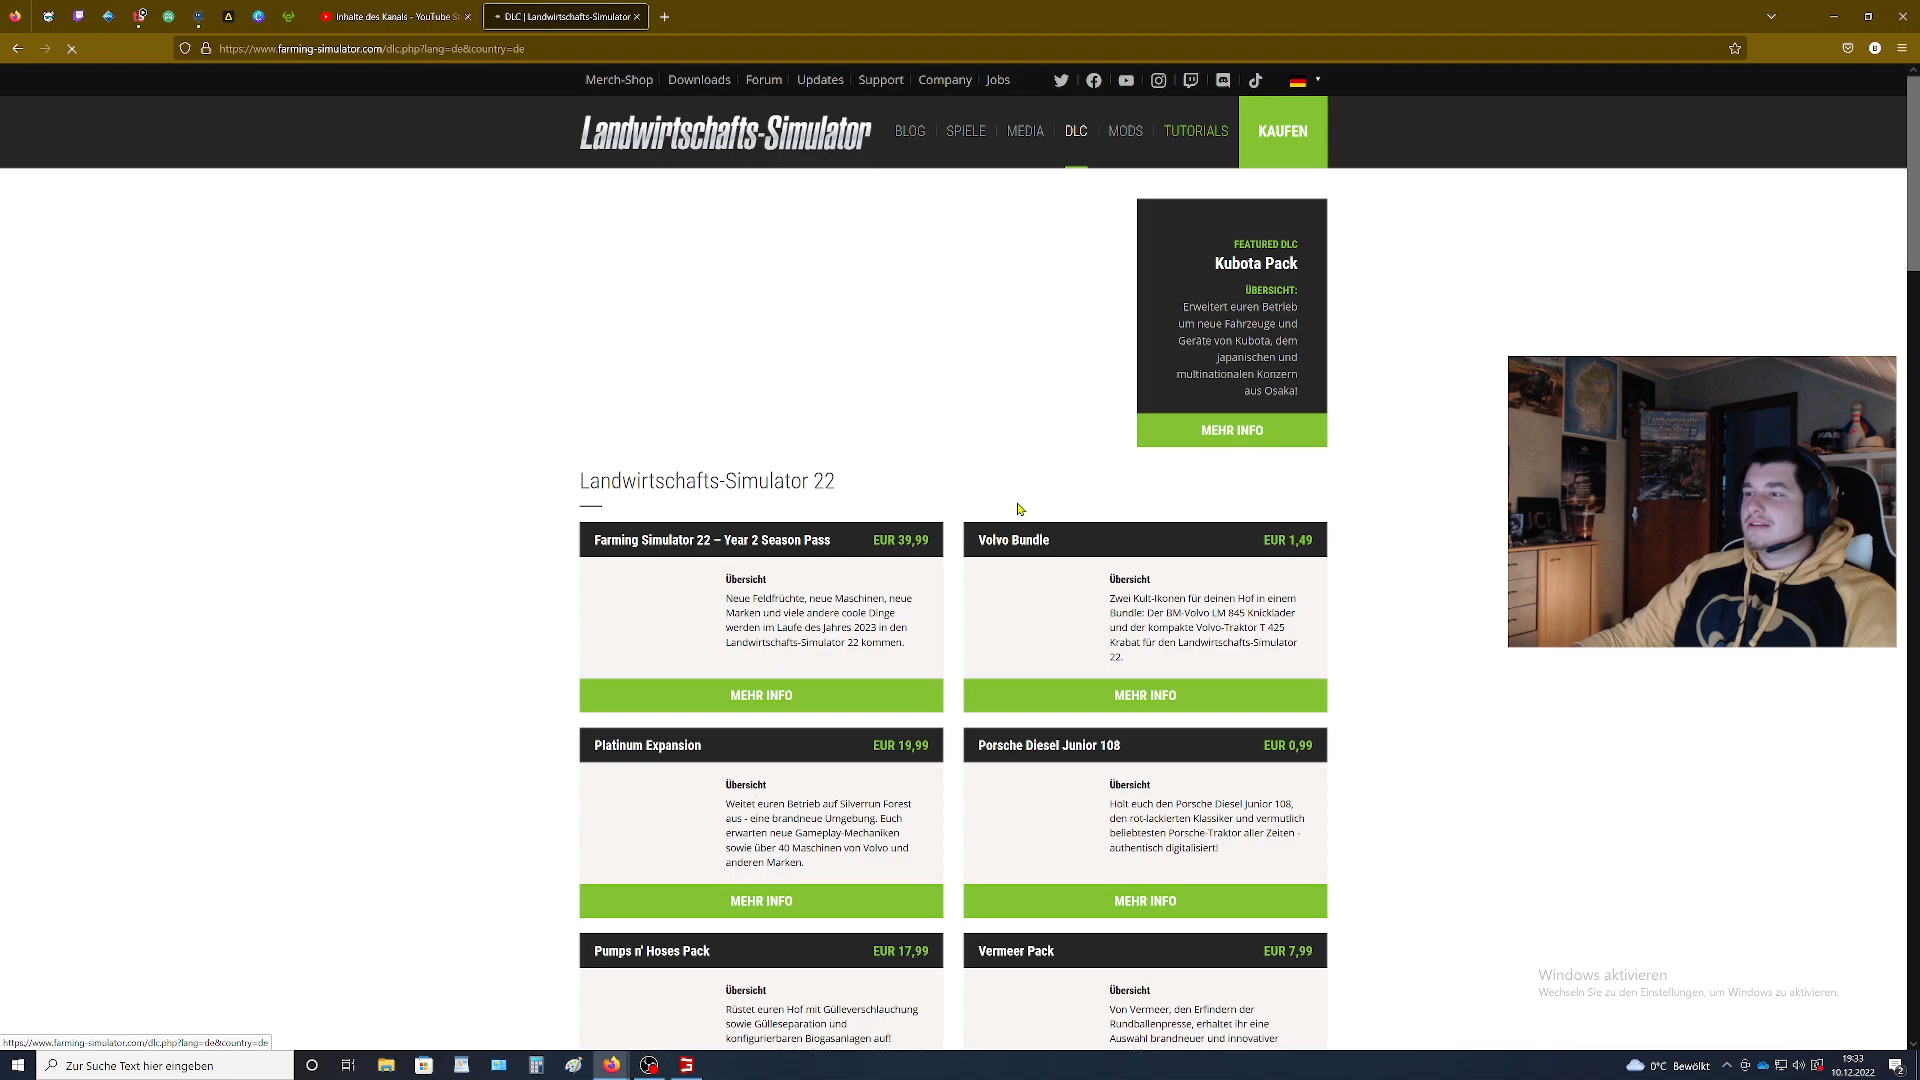 Inhalte des Kanals - YouTube St
DLC | Landwirtschafts-Simulator
https://www.farming-simulator.com/dlc.php?lang=de&country=de
Merch-Shop Downloads Forum Updates Support Company Jobs
Landwirtschafts-Simulator
BLOG SPIELE MEDIA DLC MODS TUTORIALS KAUFEN
FEATURED DLC
Kubota Pack
ÜBERSICHT:
Erweitert euren Betrieb
um neue Fahrzeuge und
Geräte von Kubota, dem
japanischen und
multinationalen Konzern
aus Osaka!
MEHR INFO
Landwirtschafts-Simulator 22
Farming Simulator 22 – Year 2 Season Pass EUR 39,99
Übersicht
Neue Feldfrüchte, neue Maschinen, neue
Marken und viele andere coole Dinge
werden im Laufe des Jahres 2023 in den
Landwirtschafts-Simulator 22 kommen.
MEHR INFO
Volvo Bundle EUR 1,49
Übersicht
Zwei Kult-Ikonen für deinen Hof in einem
Bundle: Der BM-Volvo LM 845 Knicklader
und der kompakte Volvo-Traktor T 425
Krabat für den Landwirtschafts-Simulator
22.
MEHR INFO
Platinum Expansion EUR 19,99
Übersicht
Weitet euren Betrieb auf Silverrun Forest
aus - eine brandneue Umgebung. Euch
erwarten neue Gameplay-Mechaniken
sowie über 40 Maschinen von Volvo und
anderen Marken.
MEHR INFO
Porsche Diesel Junior 108 EUR 0,99
Übersicht
Holt euch den Porsche Diesel Junior 108,
den rot-lackierten Klassiker und vermutlich
beliebtesten Porsche-Traktor aller Zeiten -
authentisch digitalisiert!
MEHR INFO
Pumps n' Hoses Pack EUR 17,99
Übersicht
Rüstet euren Hof mit Gülleverschlauchung
sowie Gülleseparation und
konfigurierbaren Biogasanlagen auf!
Vermeer Pack EUR 7,99
Übersicht
Von Vermeer, den Erfindern der
Rundballenpresse, erhaltet ihr eine
Auswahl brandneuer und innovativer
Windows aktivieren
Wechseln Sie zu den Einstellungen, um Windows zu aktivieren.
https://www.farming-simulator.com/dlc.php?lang=de&country=de
Zur Suche Text hier eingeben
0°C Bewölkt
19:33
10.12.2022